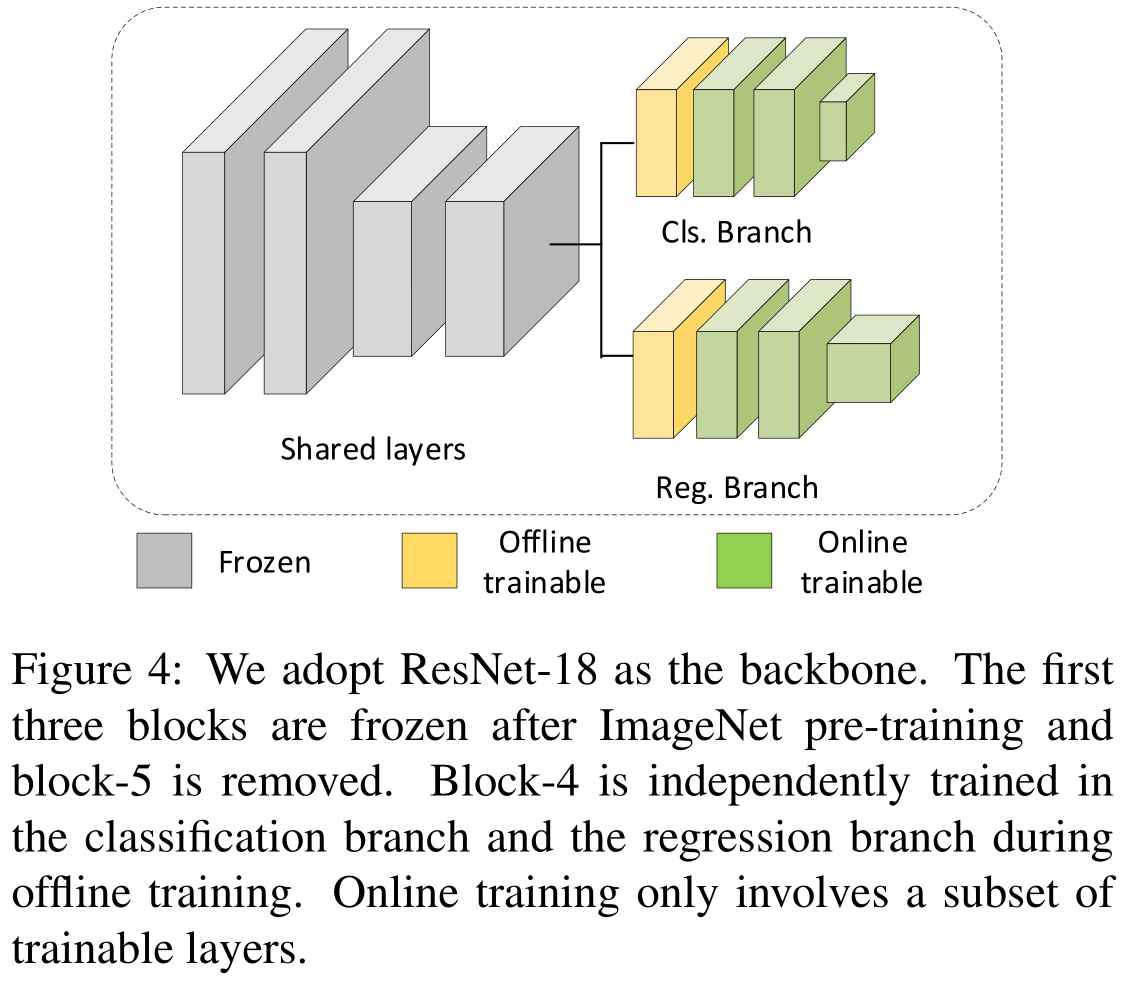 Cls. Branch
Shared layers
Reg. Branch
Frozen
Offline
trainable
Online
trainable
Figure 4: We adopt ResNet-18 as the backbone. The first
three blocks are frozen after ImageNet pre-training and
block-5 is removed. Block-4 is independently trained in
the classification branch and the regression branch during
offline training. Online training only involves a subset of
trainable layers.